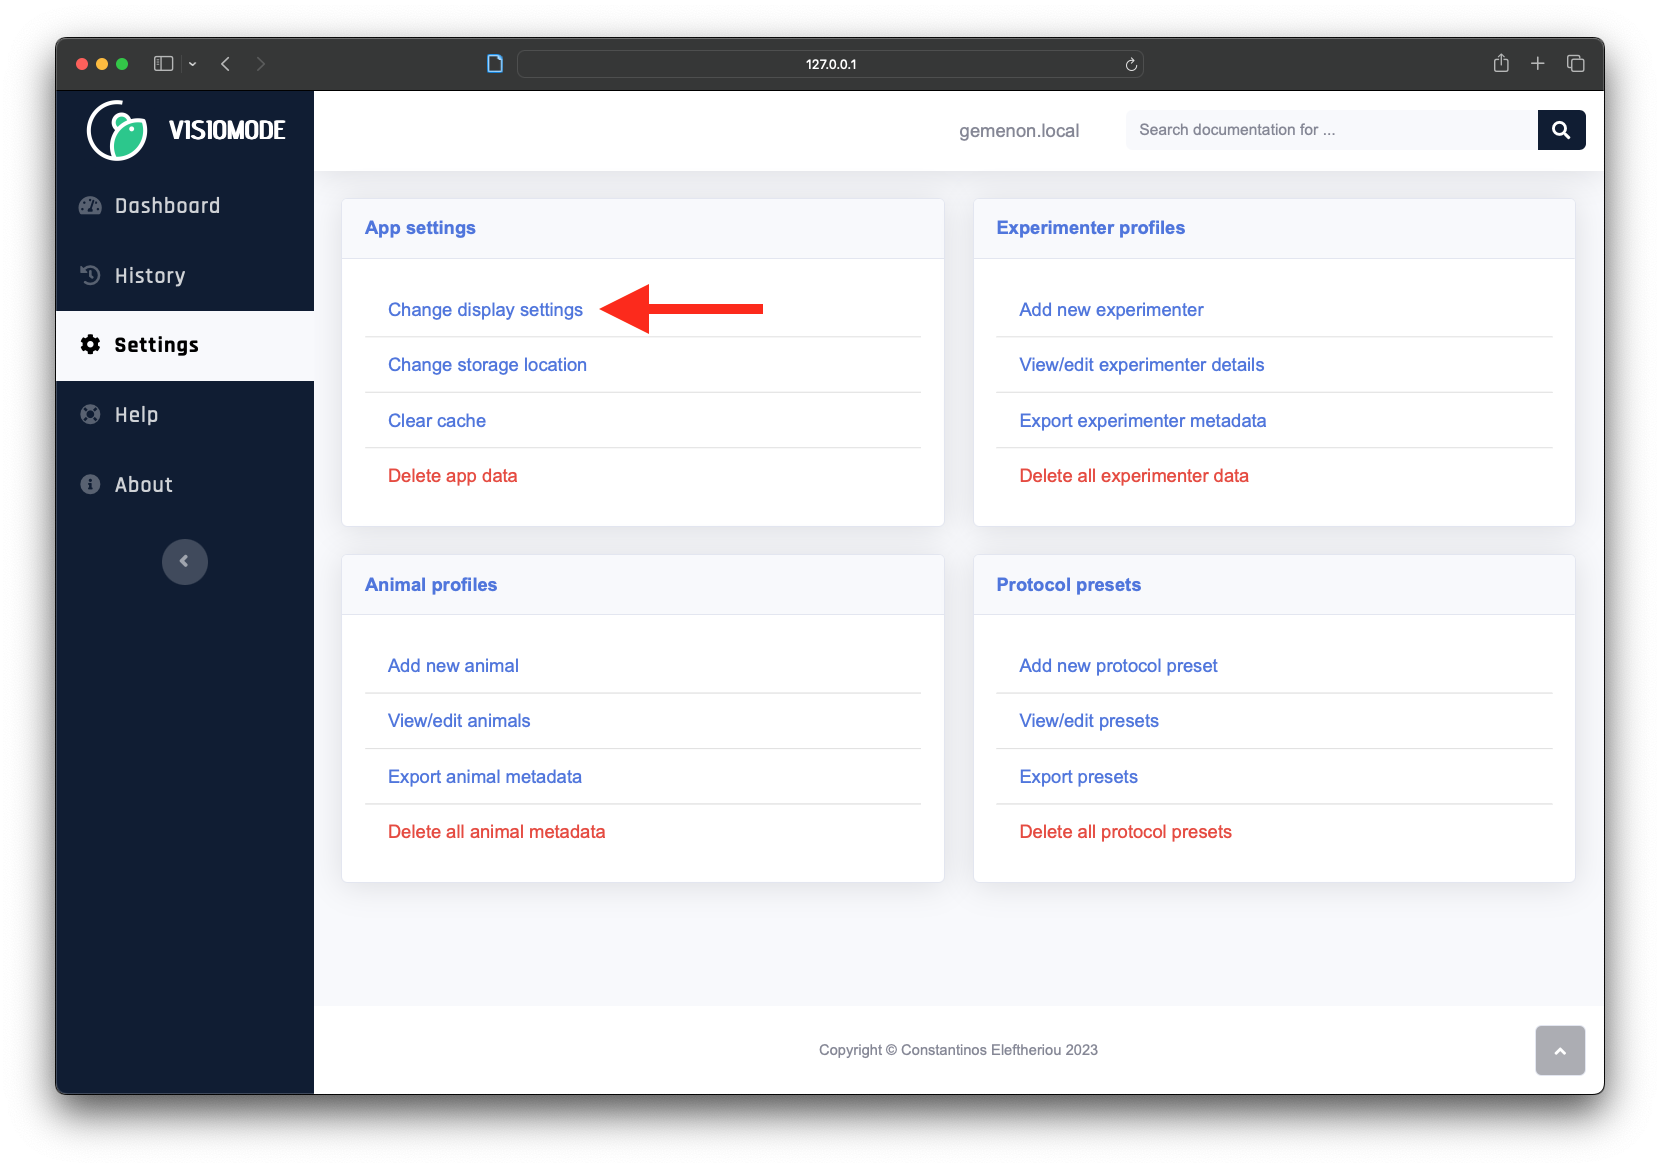 127.0.0.1
VISIOMODE
gemenon.local
Search documentation for ...
Dashboard
History
Settings
Help
About
App settings
Change display settings
Change storage location
Clear cache
Delete app data
Experimenter profiles
Add new experimenter
View/edit experimenter details
Export experimenter metadata
Delete all experimenter data
Animal profiles
Add new animal
View/edit animals
Export animal metadata
Delete all animal metadata
Protocol presets
Add new protocol preset
View/edit presets
Export presets
Delete all protocol presets
Copyright © Constantinos Eleftheriou 2023